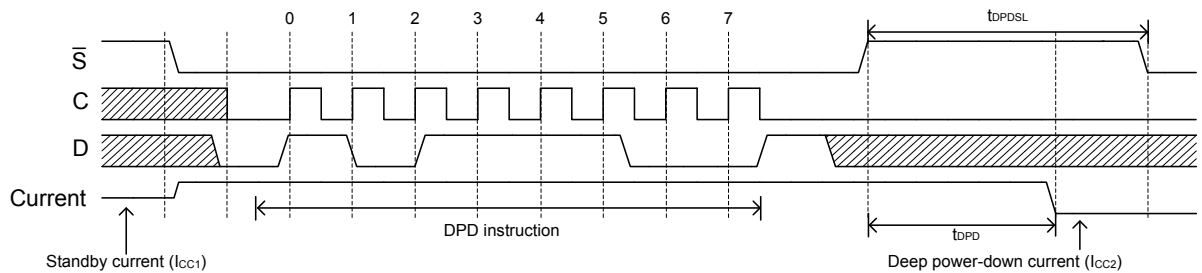 0 1 2 3 4 5 6 7
tDPDSL
S̅
C
D
Current
DPD instruction
tDPD
Standby current (ICC1)
Deep power-down current (ICC2)